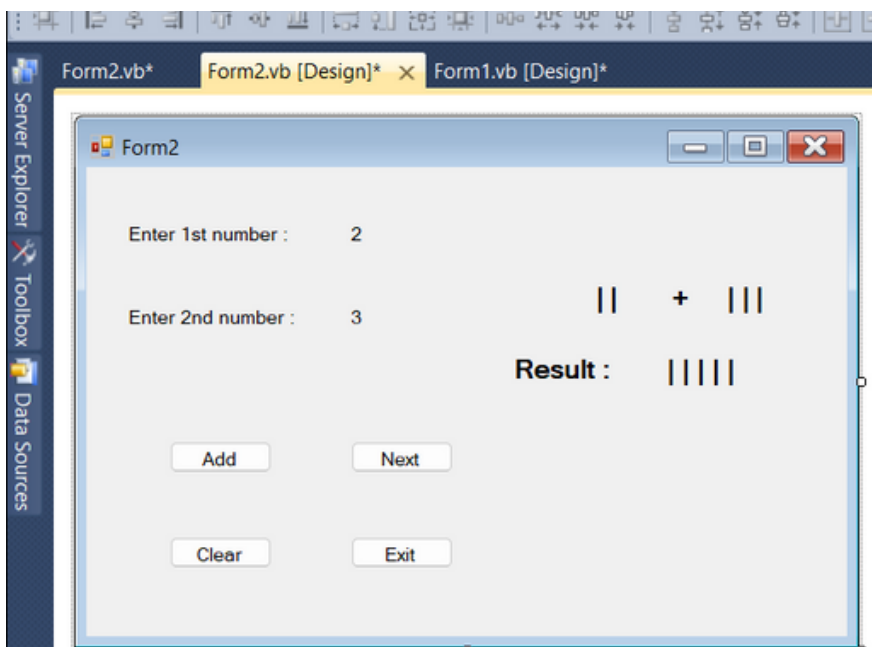 Form2.vb* Form2.vb [Design]* Form1.vb [Design]*
Server Explorer
Toolbox
Data Sources
Form2
Enter 1st number : 2
|| + |||
Enter 2nd number : 3
Result : |||||
Add Next
Clear Exit